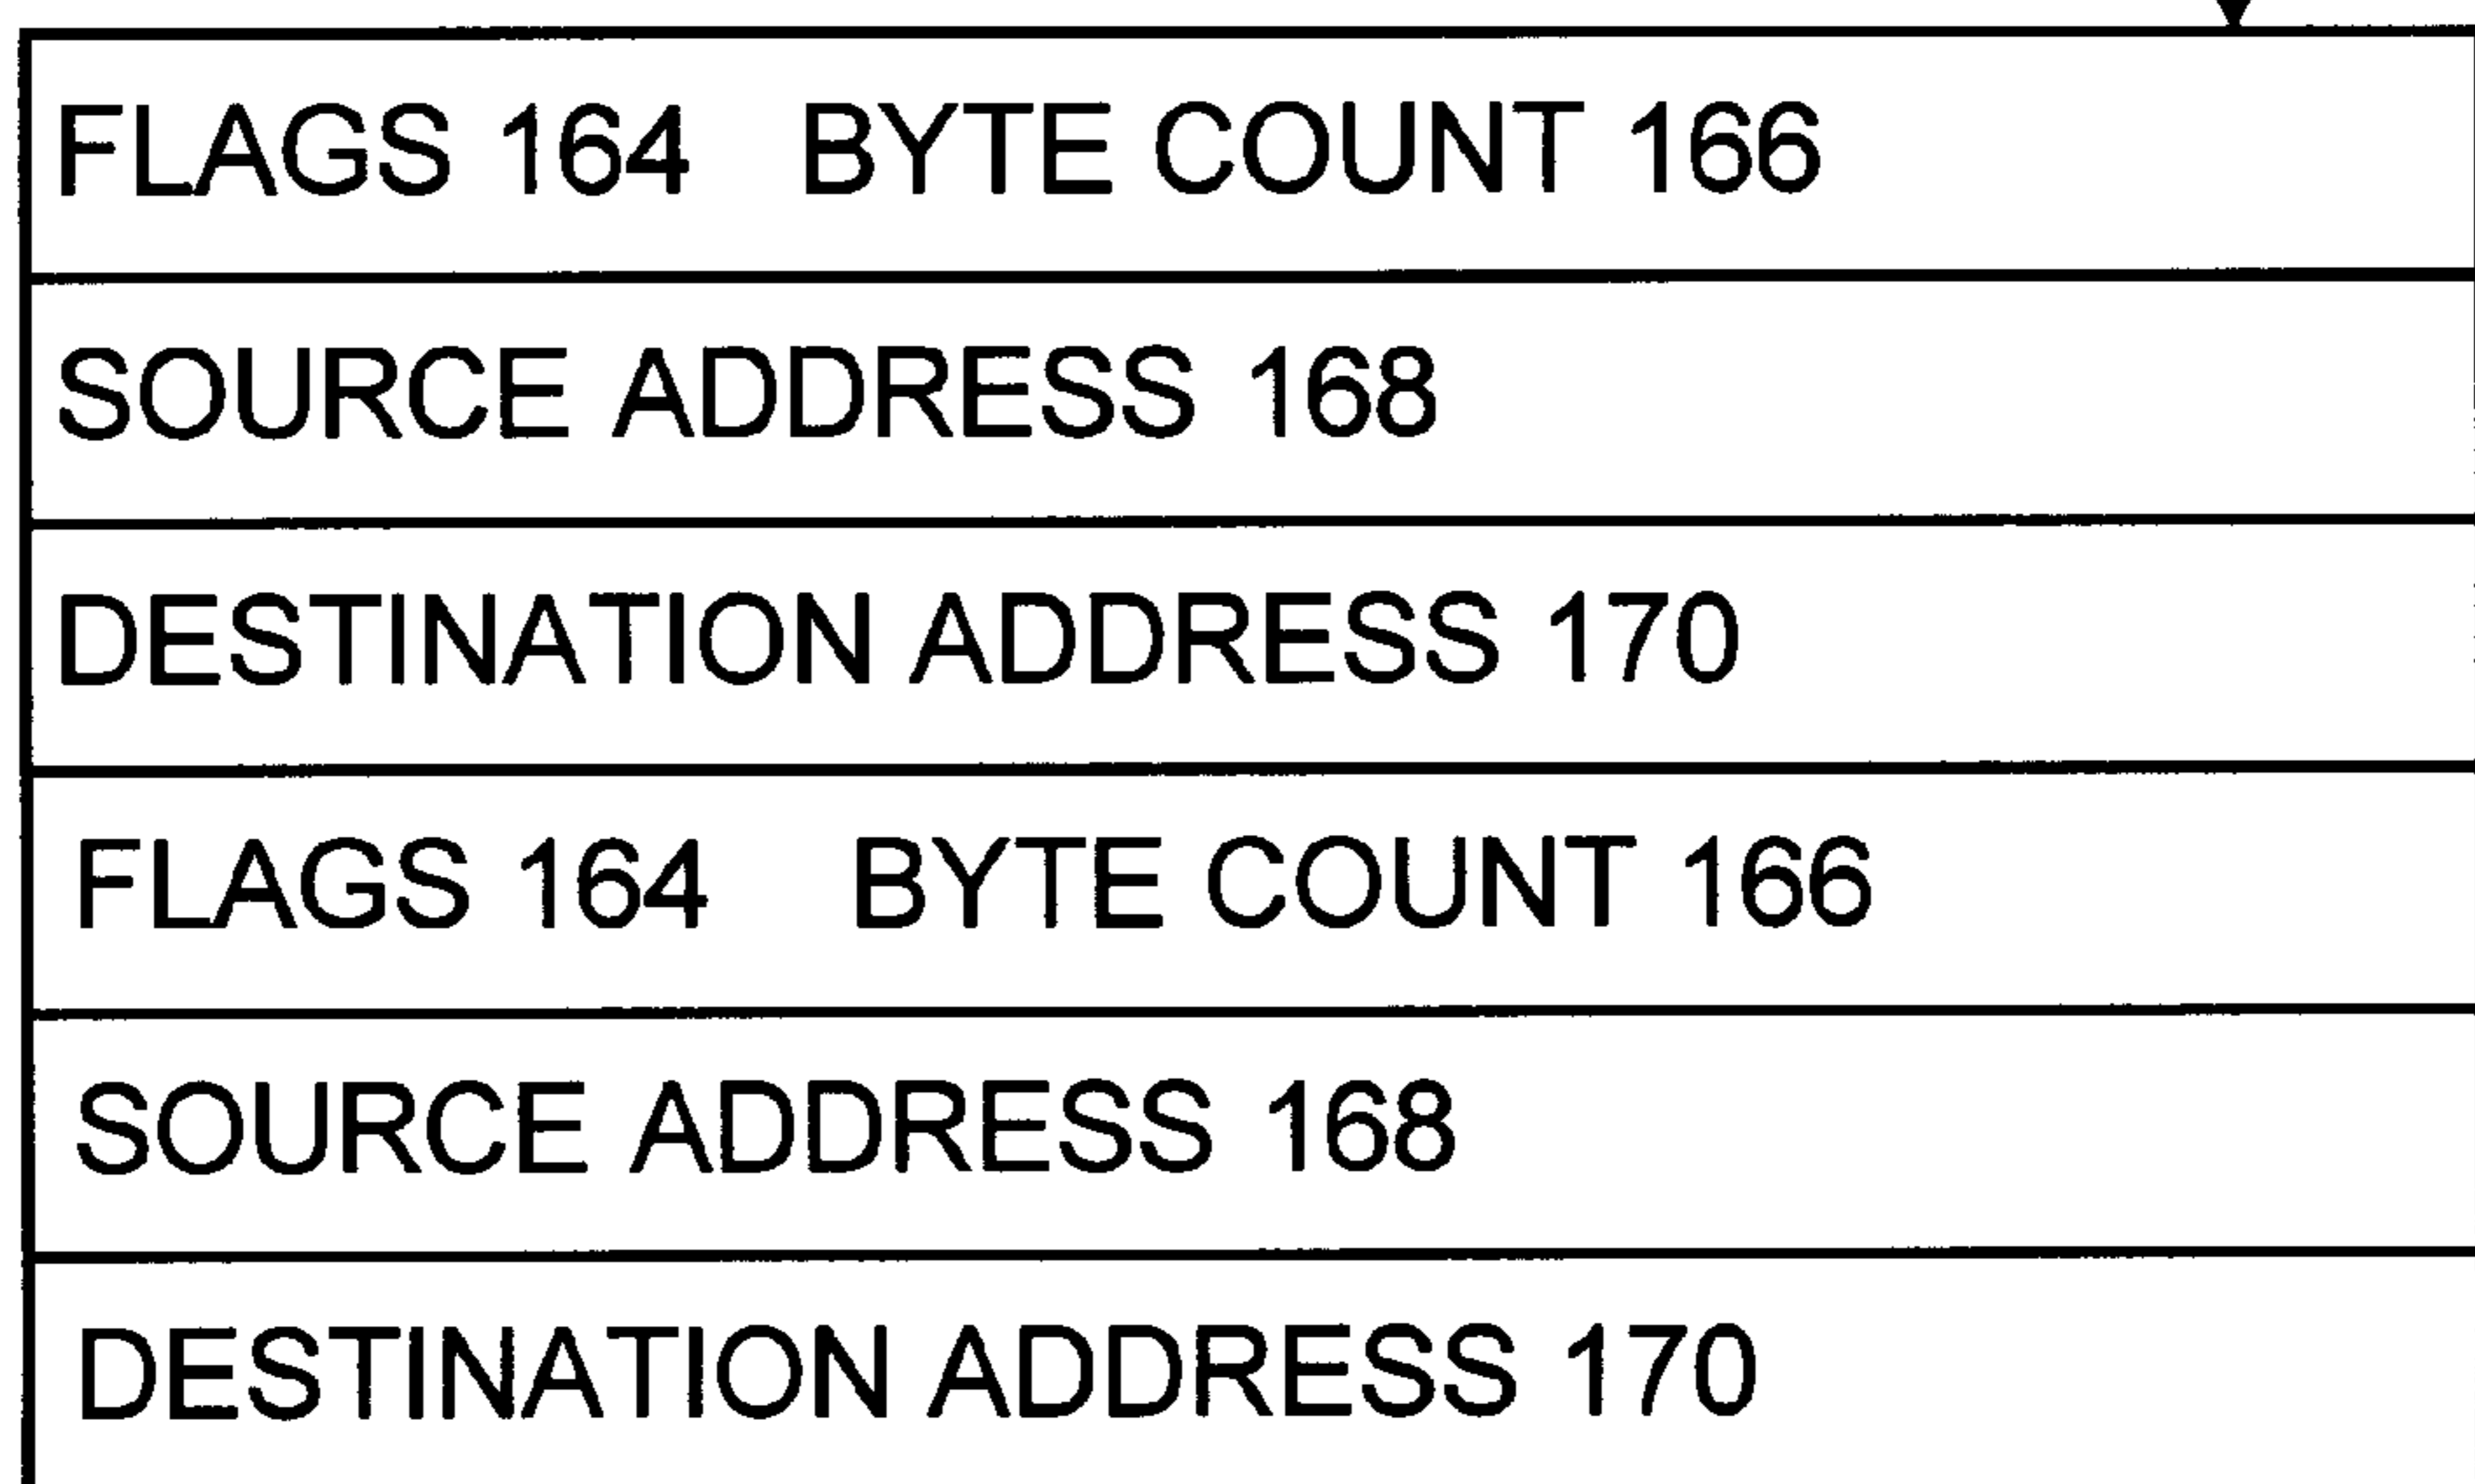 FLAGS 164 BYTE COUNT 166
SOURCE ADDRESS 168
DESTINATION ADDRESS 170
FLAGS 164 BYTE COUNT 166
SOURCE ADDRESS 168
DESTINATION ADDRESS 170